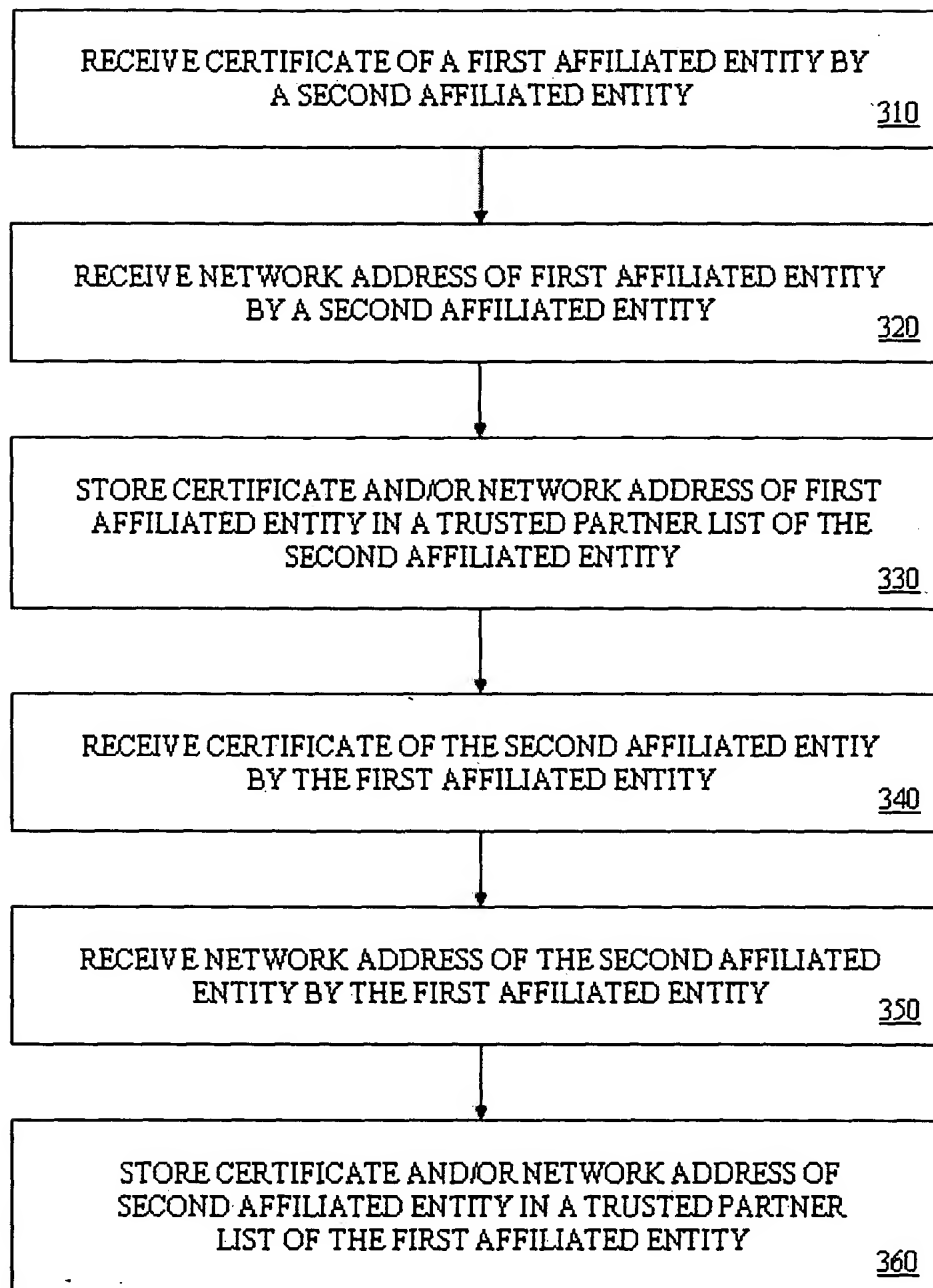 RECEIVE CERTIFICATE OF A FIRST AFFILIATED ENTITY BY
A SECOND AFFILIATED ENTITY
310
RECEIVE NETWORK ADDRESS OF FIRST AFFILIATED ENTITY
BY A SECOND AFFILIATED ENTITY
320
STORE CERTIFICATE AND/OR NETWORK ADDRESS OF FIRST
AFFILIATED ENTITY IN A TRUSTED PARTNER LIST OF THE
SECOND AFFILIATED ENTITY
330
RECEIVE CERTIFICATE OF THE SECOND AFFILIATED ENTIY
BY THE FIRST AFFILIATED ENTITY
340
RECEIVE NETWORK ADDRESS OF THE SECOND AFFILIATED
ENTITY BY THE FIRST AFFILIATED ENTITY
350
STORE CERTIFICATE AND/OR NETWORK ADDRESS OF
SECOND AFFILIATED ENTITY IN A TRUSTED PARTNER
LIST OF THE FIRST AFFILIATED ENTITY
360